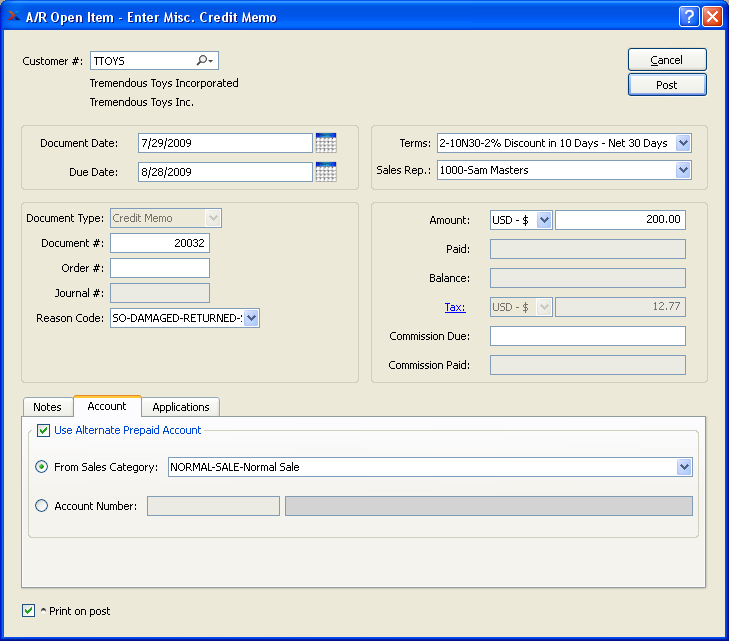 A/R Open Item - Enter Misc. Credit Memo
Customer #: TTOYS
Cancel
Tremendous Toys Incorporated
Post
Tremendous Toys Inc.
Document Date: 7/29/2009
Terms: 2-10N30-2% Discount in 10 Days - Net 30 Days
Due Date: 8/28/2009
Sales Rep.: 1000-Sam Masters
Document Type: Credit Memo
Amount: USD - $ 200.00
Document #: 20032
Paid:
Order #:
Balance:
Journal #:
Tax: USD - $ 12.77
Reason Code: SO-DAMAGED-RETURNED-
Commission Due:
Commission Paid:
Notes Account Applications
Use Alternate Prepaid Account
From Sales Category: NORMAL-SALE-Normal Sale
Account Number:
^ Print on post